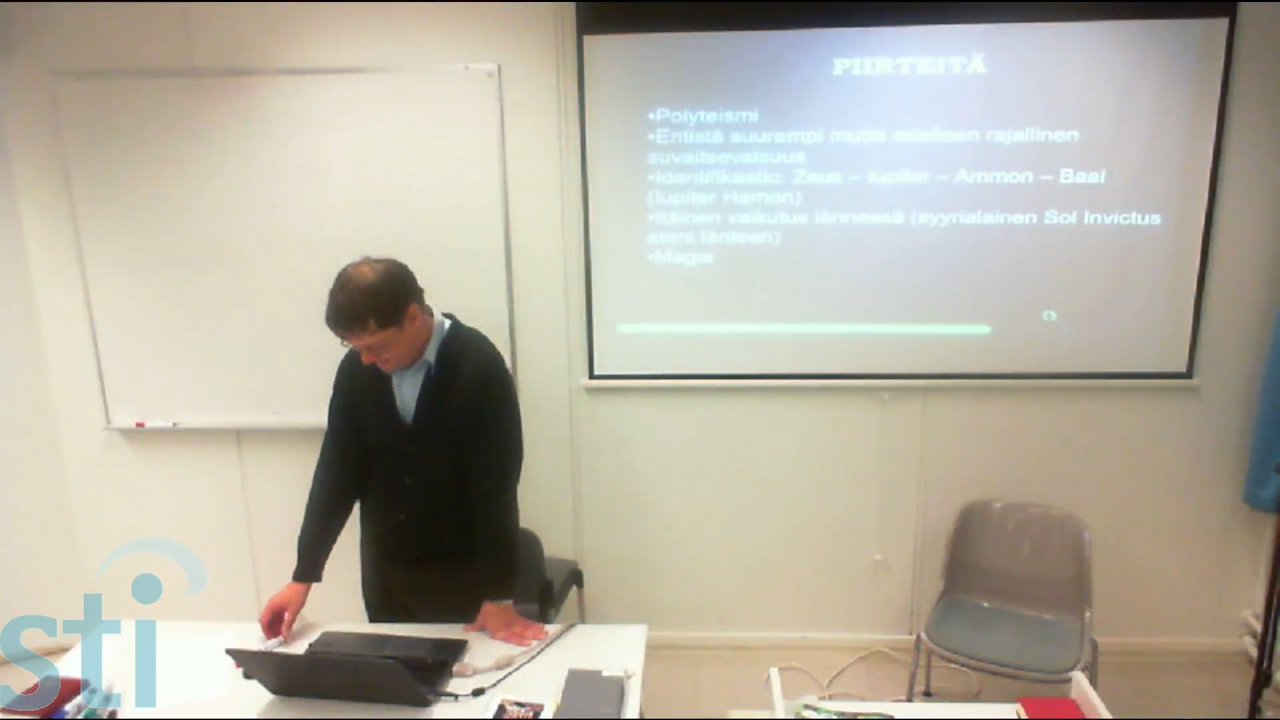 PIIRTEITÄ
•Polyteismi
•Entistä suurempi mutta edelleen rajallinen
suvaitsevaisuus
•Identifikaatio: Zeus – Iupiter – Ammon – Baal
(Iupiter Hamon)
•Itäinen vaikutus lännessä (syyrialainen Sol Invictus
eteni länteen)
•Magia
sti